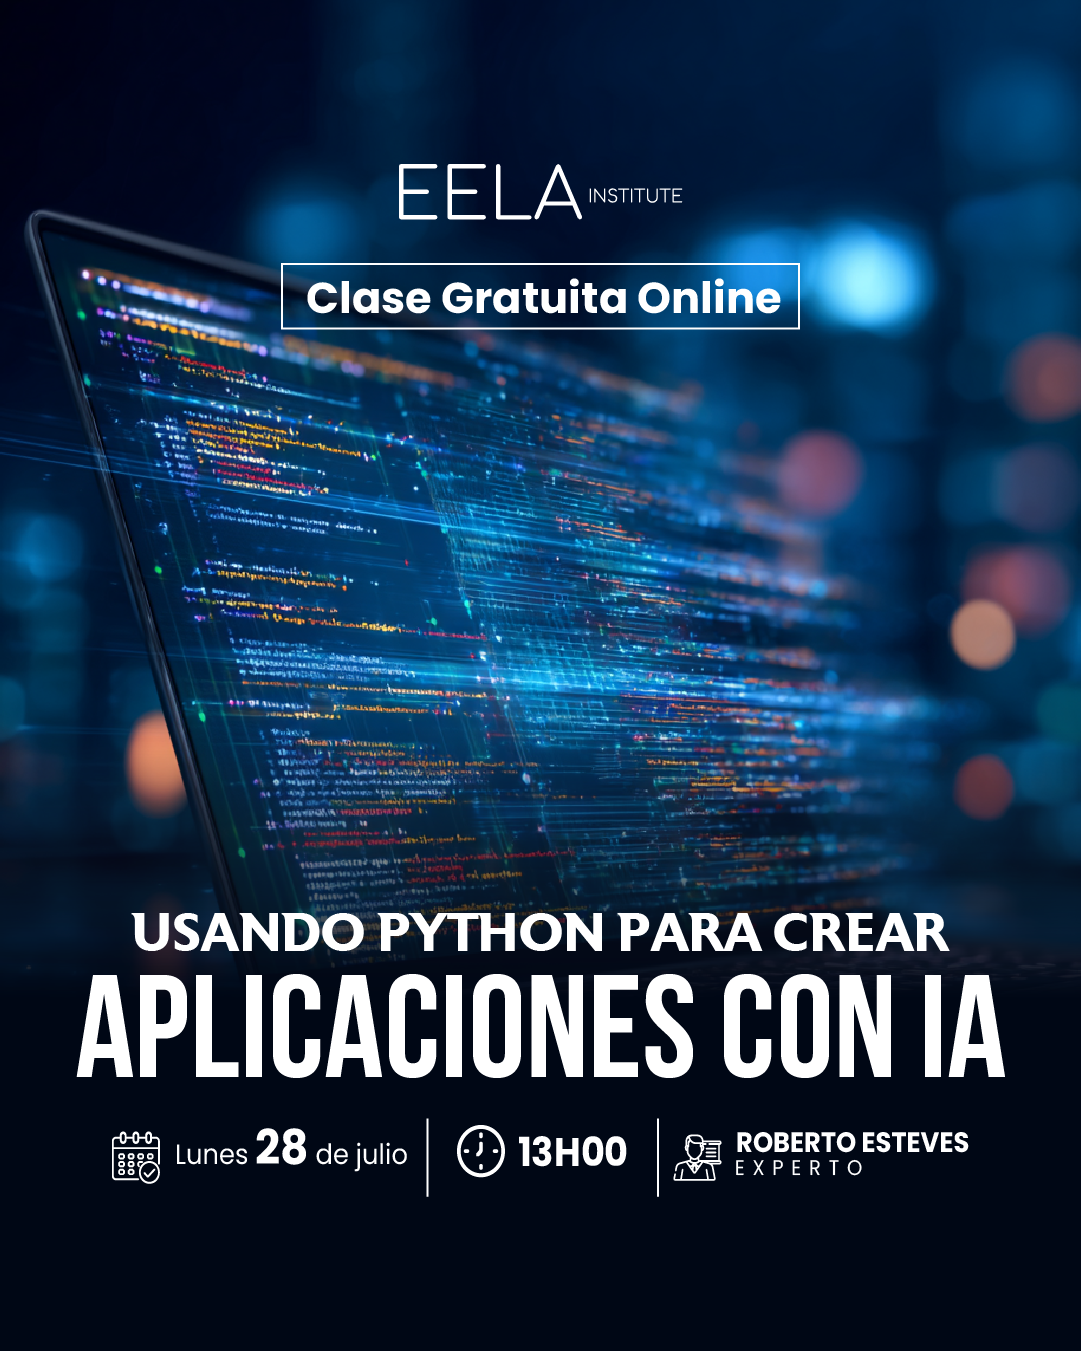 EELA INSTITUTE
Clase Gratuita Online
USANDO PYTHON PARA CREAR
APLICACIONES CON IA
Lunes 28 de julio
13H00
ROBERTO ESTEVES
EXPERTO